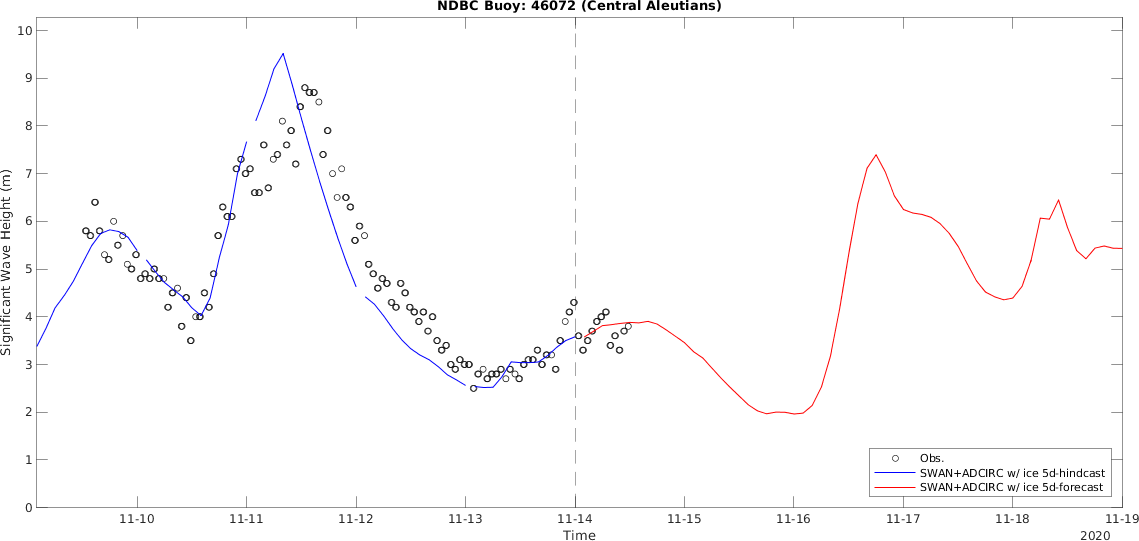 NDBC Buoy: 46072 (Central Aleutians)
Significant Wave Height (m)
10
9
8
7
6
5
4
3
2
1
0
Obs.
SWAN+ADCIRC w/ ice 5d-hindcast
SWAN+ADCIRC w/ ice 5d-forecast
11-10 11-11 11-12 11-13 11-14 11-15 11-16 11-17 11-18 11-19
Time
2020